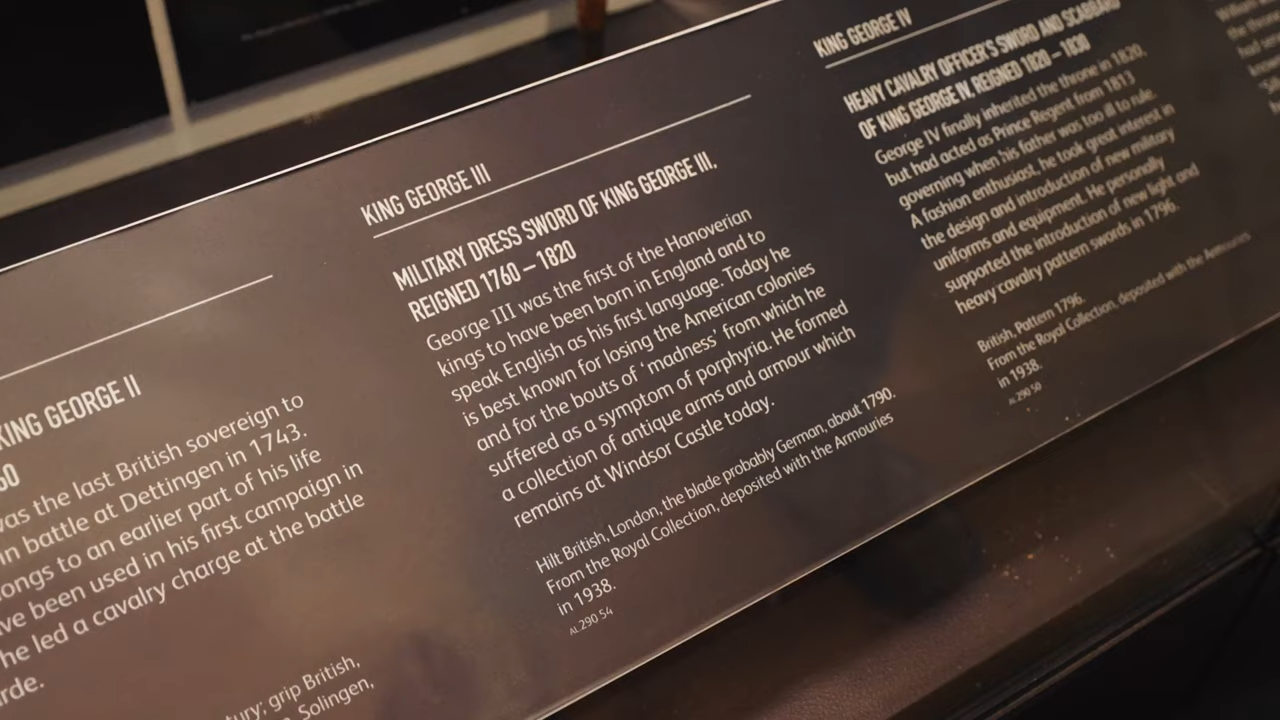 KING GEORGE II
60
was the last British sovereign to
in battle at Dettingen in 1743.
longs to an earlier part of his life
ve been used in his first campaign in
he led a cavalry charge at the battle
rde.
tury; grip British,
Solingen,
KING GEORGE III
MILITARY DRESS SWORD OF KING GEORGE III.
REIGNED 1760 – 1820
George III was the first of the Hanoverian
kings to have been born in England and to
speak English as his first language. Today he
is best known for losing the American colonies
and for the bouts of ‘madness’ from which he
suffered as a symptom of porphyria. He formed
a collection of antique arms and armour which
remains at Windsor Castle today.
Hilt British, London, the blade probably German, about 1790.
From the Royal Collection, deposited with the Armouries
in 1938.
AL.290 54
KING GEORGE IV
HEAVY CAVALRY OFFICER'S SWORD AND SCABBARD
OF KING GEORGE IV, REIGNED 1820 – 1830
George IV finally inherited the throne in 1820,
but had acted as Prince Regent from 1813
governing when his father was too ill to rule.
A fashion enthusiast, he took great interest in
the design and introduction of new military
uniforms and equipment. He personally
supported the introduction of new light and
heavy cavalry pattern swords in 1796.
British, Pattern 1796.
From the Royal Collection, deposited with the Armouries
in 1938.
AL.290 50